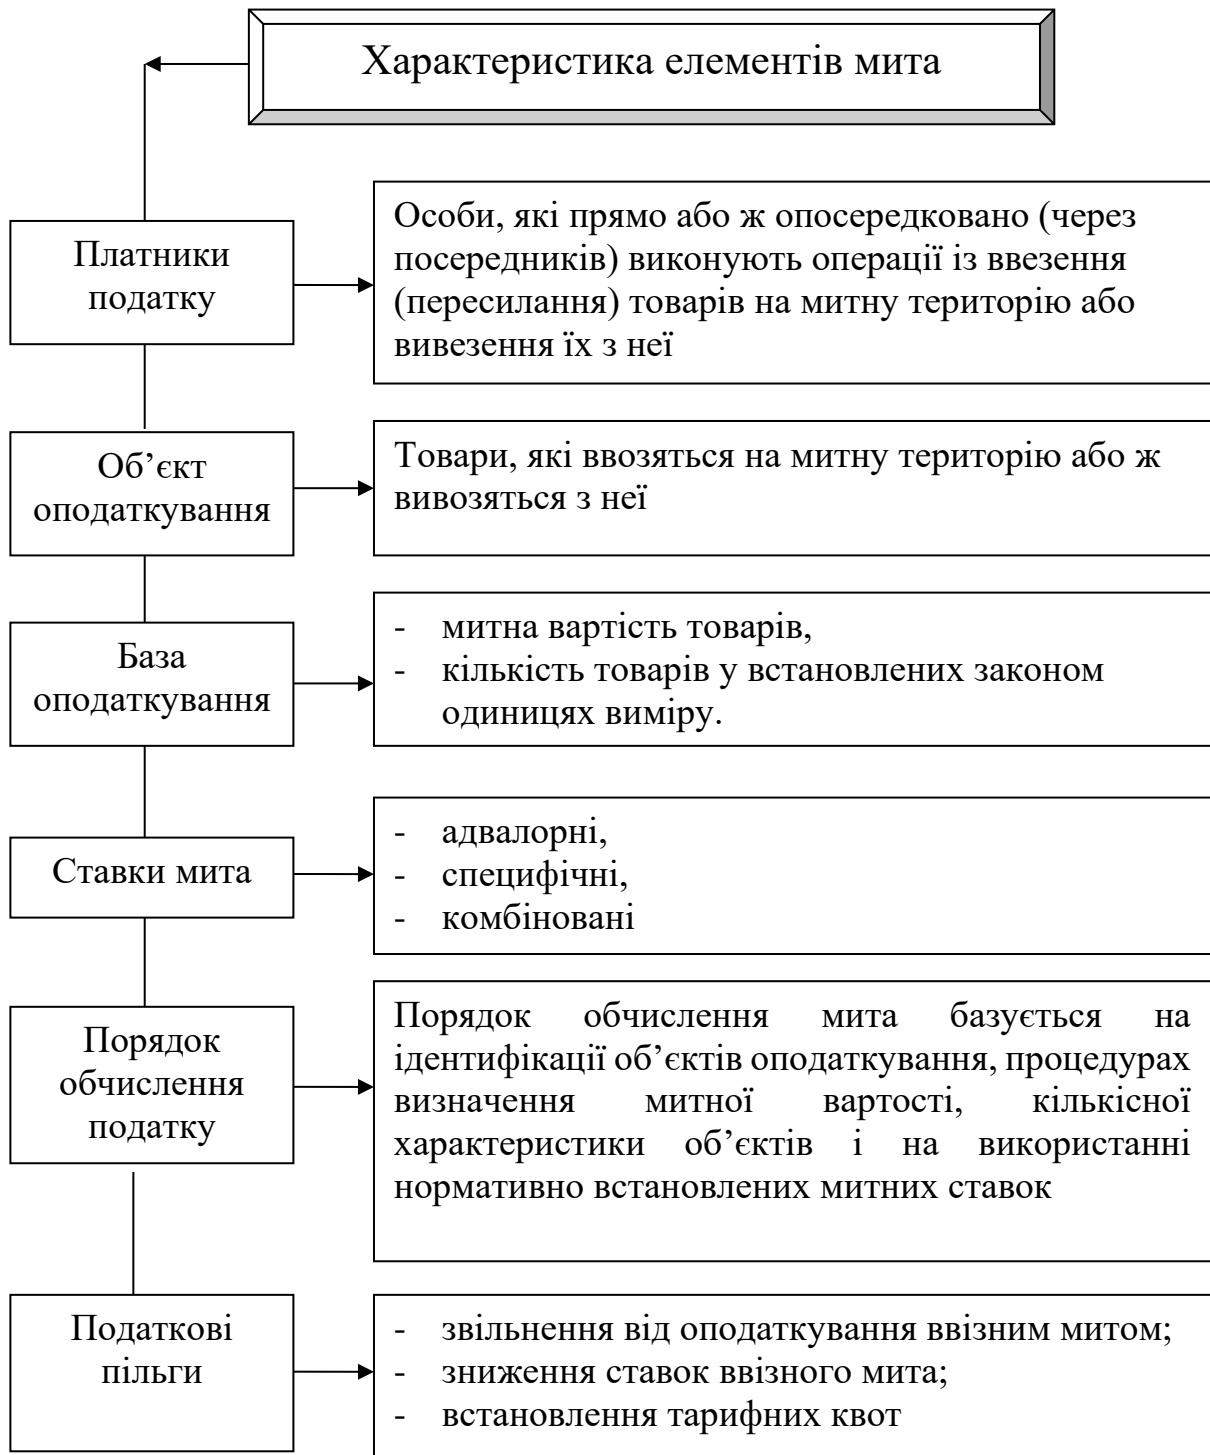 Характеристика елементів мита
Платники
податку
Особи, які прямо або ж опосередковано (через
посередників) виконують операції із ввезення
(пересилання) товарів на митну територію або
вивезення їх з неї
Об’єкт
оподаткування
Товари, які ввозяться на митну територію або ж
вивозяться з неї
База
оподаткування
- митна вартість товарів,
- кількість товарів у встановлених законом
одиницях виміру.
Ставки мита
- адвалорні,
- специфічні,
- комбіновані
Порядок
обчислення
податку
Порядок обчислення мита базується на
ідентифікації об’єктів оподаткування, процедурах
визначення митної вартості, кількісної
характеристики об’єктів і на використанні
нормативно встановлених митних ставок
Податкові
пільги
- звільнення від оподаткування ввізним митом;
- зниження ставок ввізного мита;
- встановлення тарифних квот